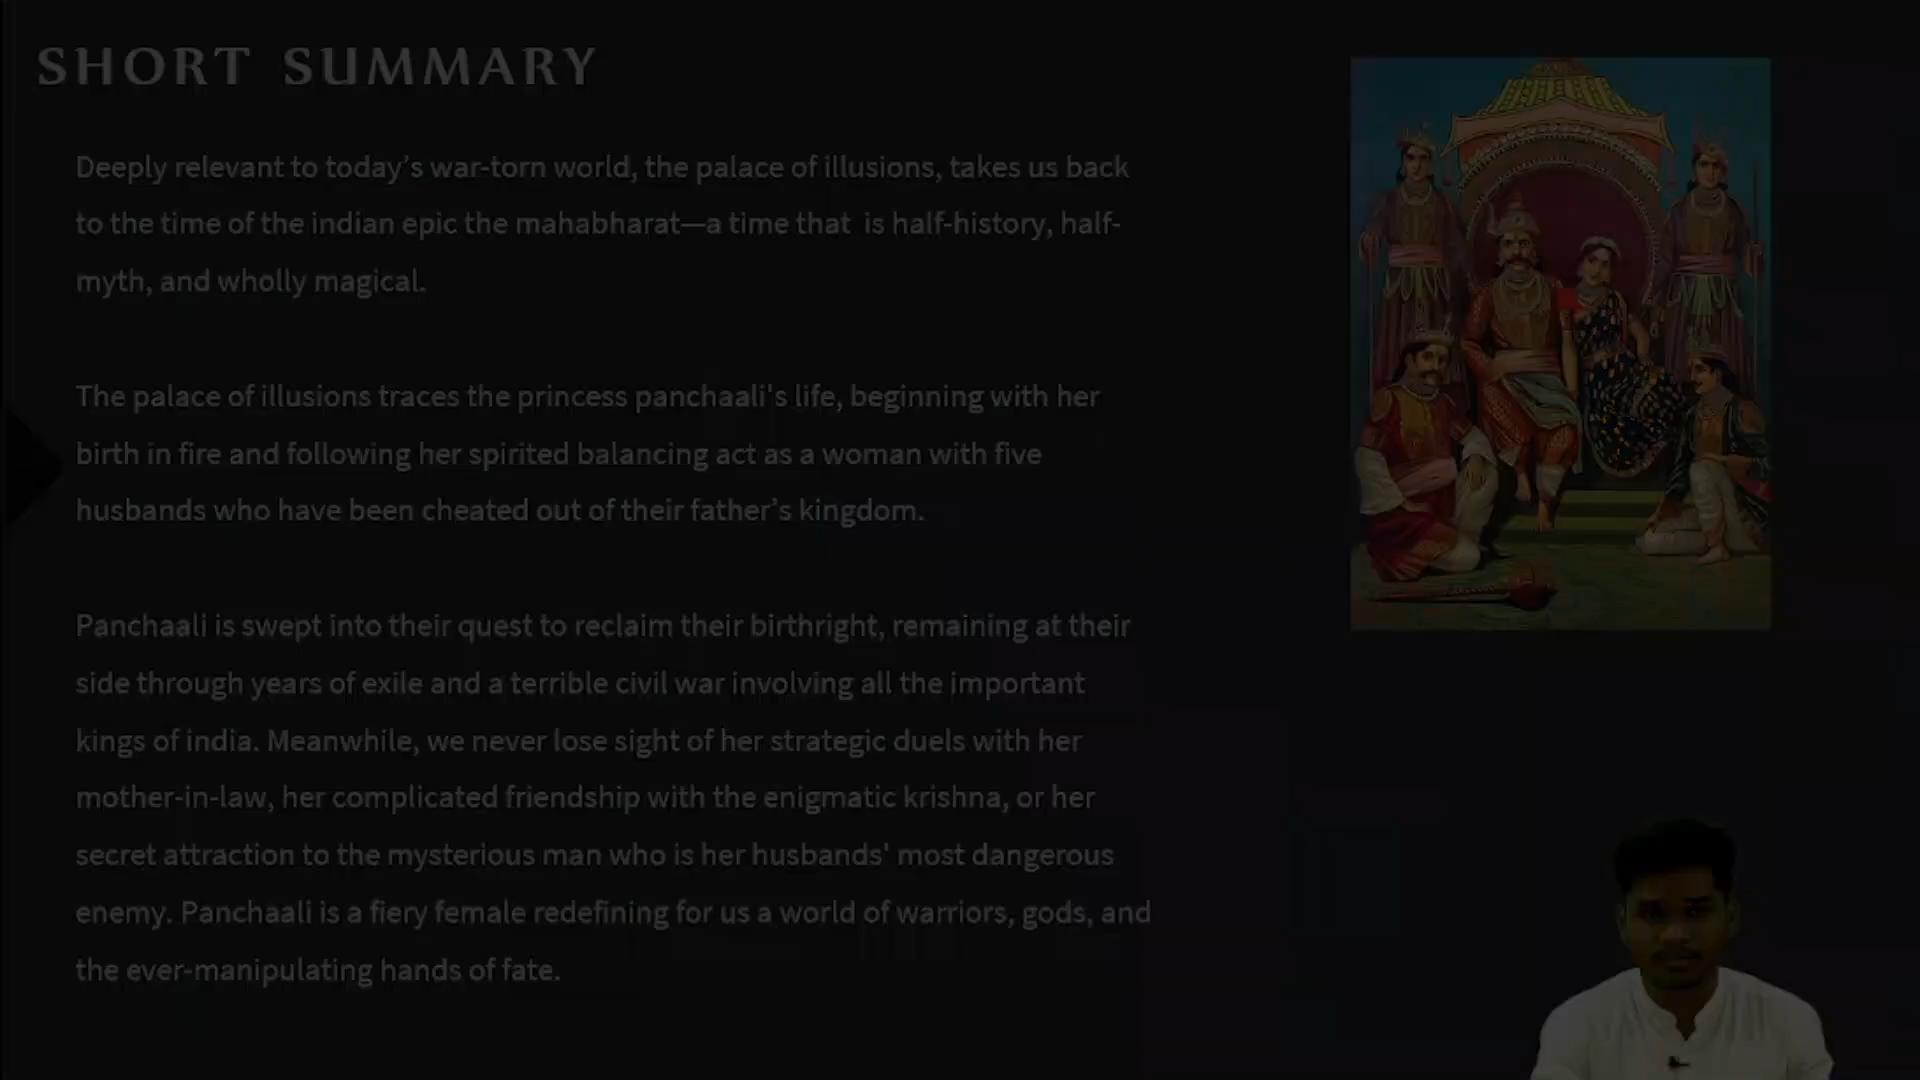 SHORT SUMMARY
Deeply relevant to today’s war-torn world, the palace of illusions, takes us back
to the time of the indian epic the mahabharat—a time that  is half-history, half-
myth, and wholly magical.
The palace of illusions traces the princess panchaali's life, beginning with her
birth in fire and following her spirited balancing act as a woman with five
husbands who have been cheated out of their father’s kingdom.
Panchaali is swept into their quest to reclaim their birthright, remaining at their
side through years of exile and a terrible civil war involving all the important
kings of india. Meanwhile, we never lose sight of her strategic duels with her
mother-in-law, her complicated friendship with the enigmatic krishna, or her
secret attraction to the mysterious man who is her husbands' most dangerous
enemy. Panchaali is a fiery female redefining for us a world of warriors, gods, and
the ever-manipulating hands of fate.